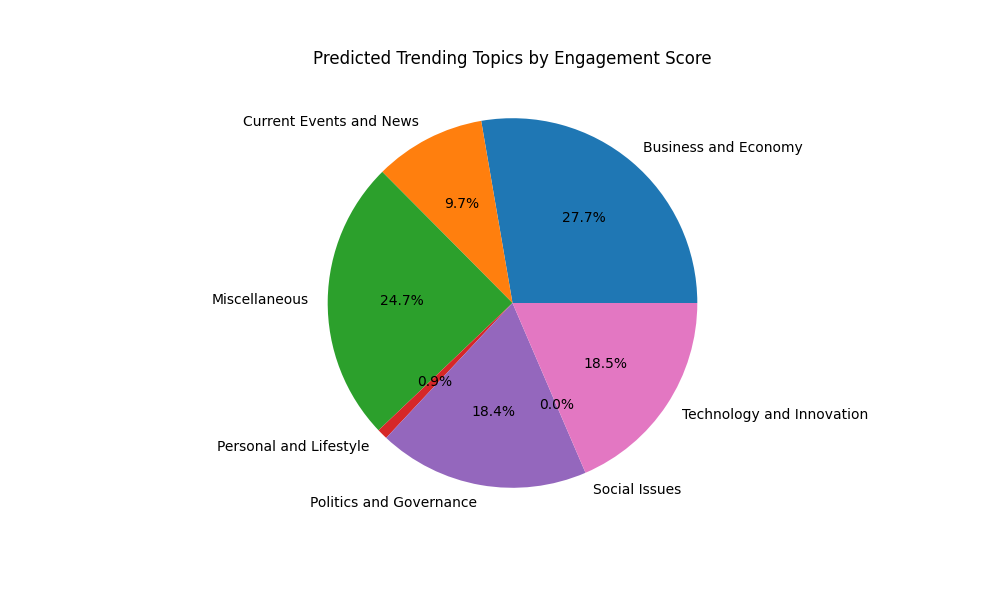 Predicted Trending Topics by Engagement Score
Current Events and News
Business and Economy
9.7%
27.7%
Miscellaneous
24.7%
18.5%
0.9%
0.0%
18.4%
Technology and Innovation
Personal and Lifestyle
Social Issues
Politics and Governance